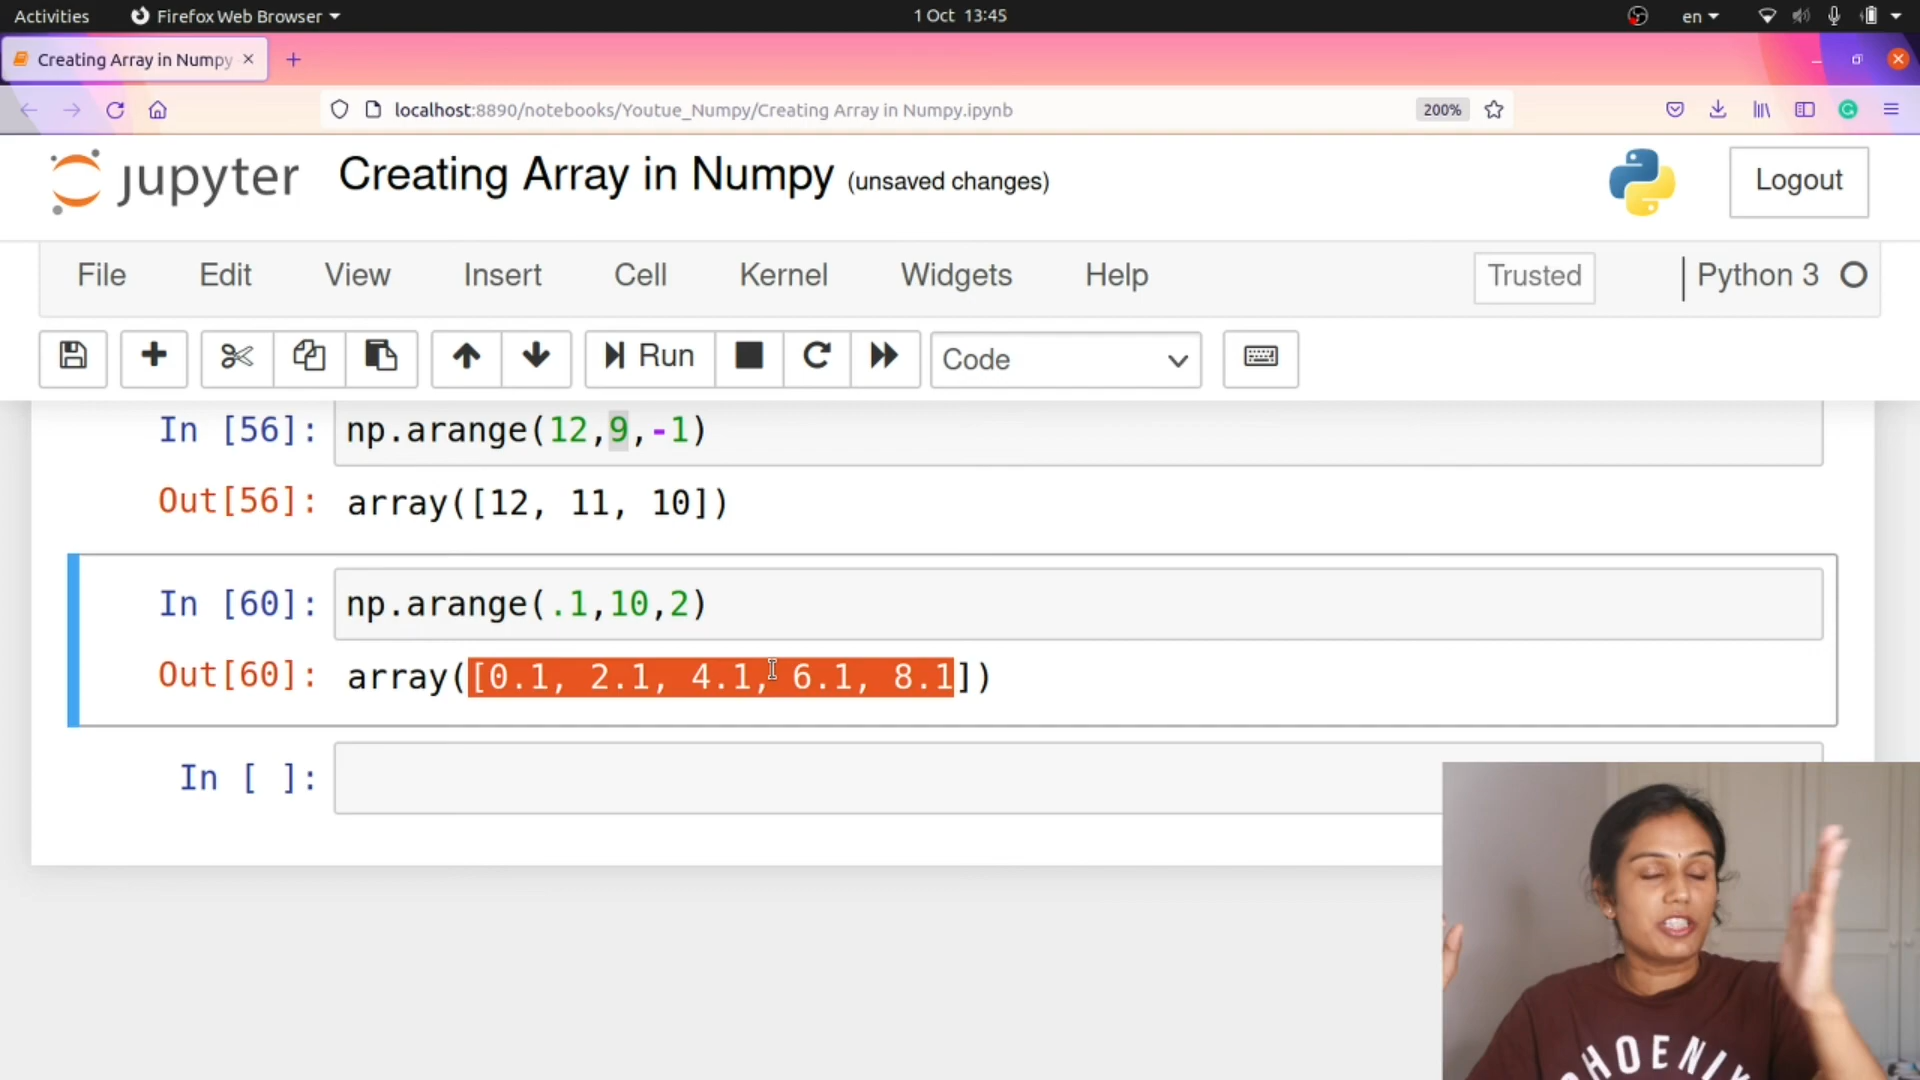 Activities Firefox Web Browser 1 Oct 13:45 en
Creating Array in Numpy
localhost:8890/notebooks/Youtue_Numpy/Creating Array in Numpy.ipynb 200%
jupyter Creating Array in Numpy (unsaved changes) Logout
File Edit View Insert Cell Kernel Widgets Help Trusted Python 3
Run Code
In [56]: np.arange(12,9,-1)
Out[56]: array([12, 11, 10])
In [60]: np.arange(.1,10,2)
Out[60]: array([0.1, 2.1, 4.1, 6.1, 8.1])
In [ ]:
PHOENIX